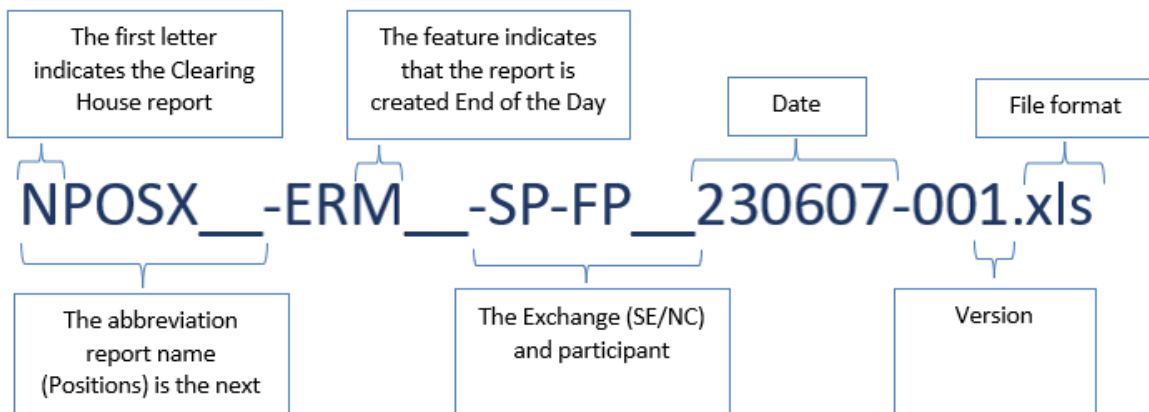 The first letter
indicates the Clearing
House report
The feature indicates
that the report is
created End of the Day
Date
File format
NPOSX__-ERM__-SP-FP__230607-001.xls
The abbreviation
report name
(Positions) is the next
The Exchange (SE/NC)
and participant
Version